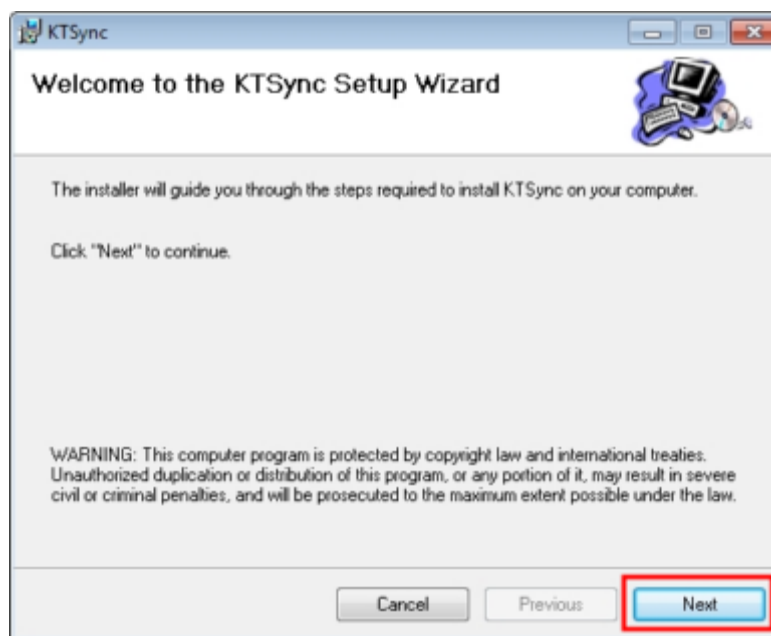 KTSync
Welcome to the KTSync Setup Wizard
The installer will guide you through the steps required to install KTSync on your computer.
Click "Next" to continue.
WARNING: This computer program is protected by copyright law and international treaties.
Unauthorized duplication or distribution of this program, or any portion of it, may result in severe
civil or criminal penalties, and will be prosecuted to the maximum extent possible under the law.
Cancel Previous Next